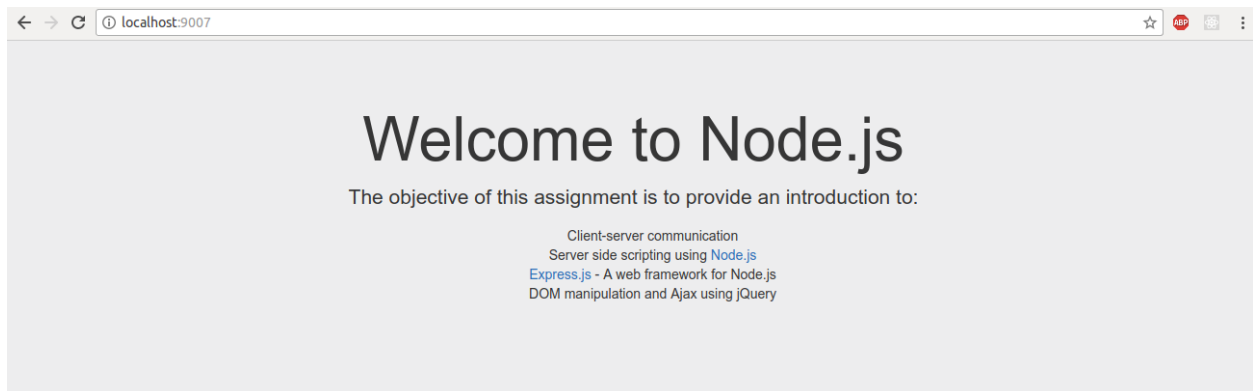 localhost:9007
ABP
Welcome to Node.js
The objective of this assignment is to provide an introduction to:
Client-server communication
Server side scripting using Node.js
Express.js - A web framework for Node.js
DOM manipulation and Ajax using jQuery